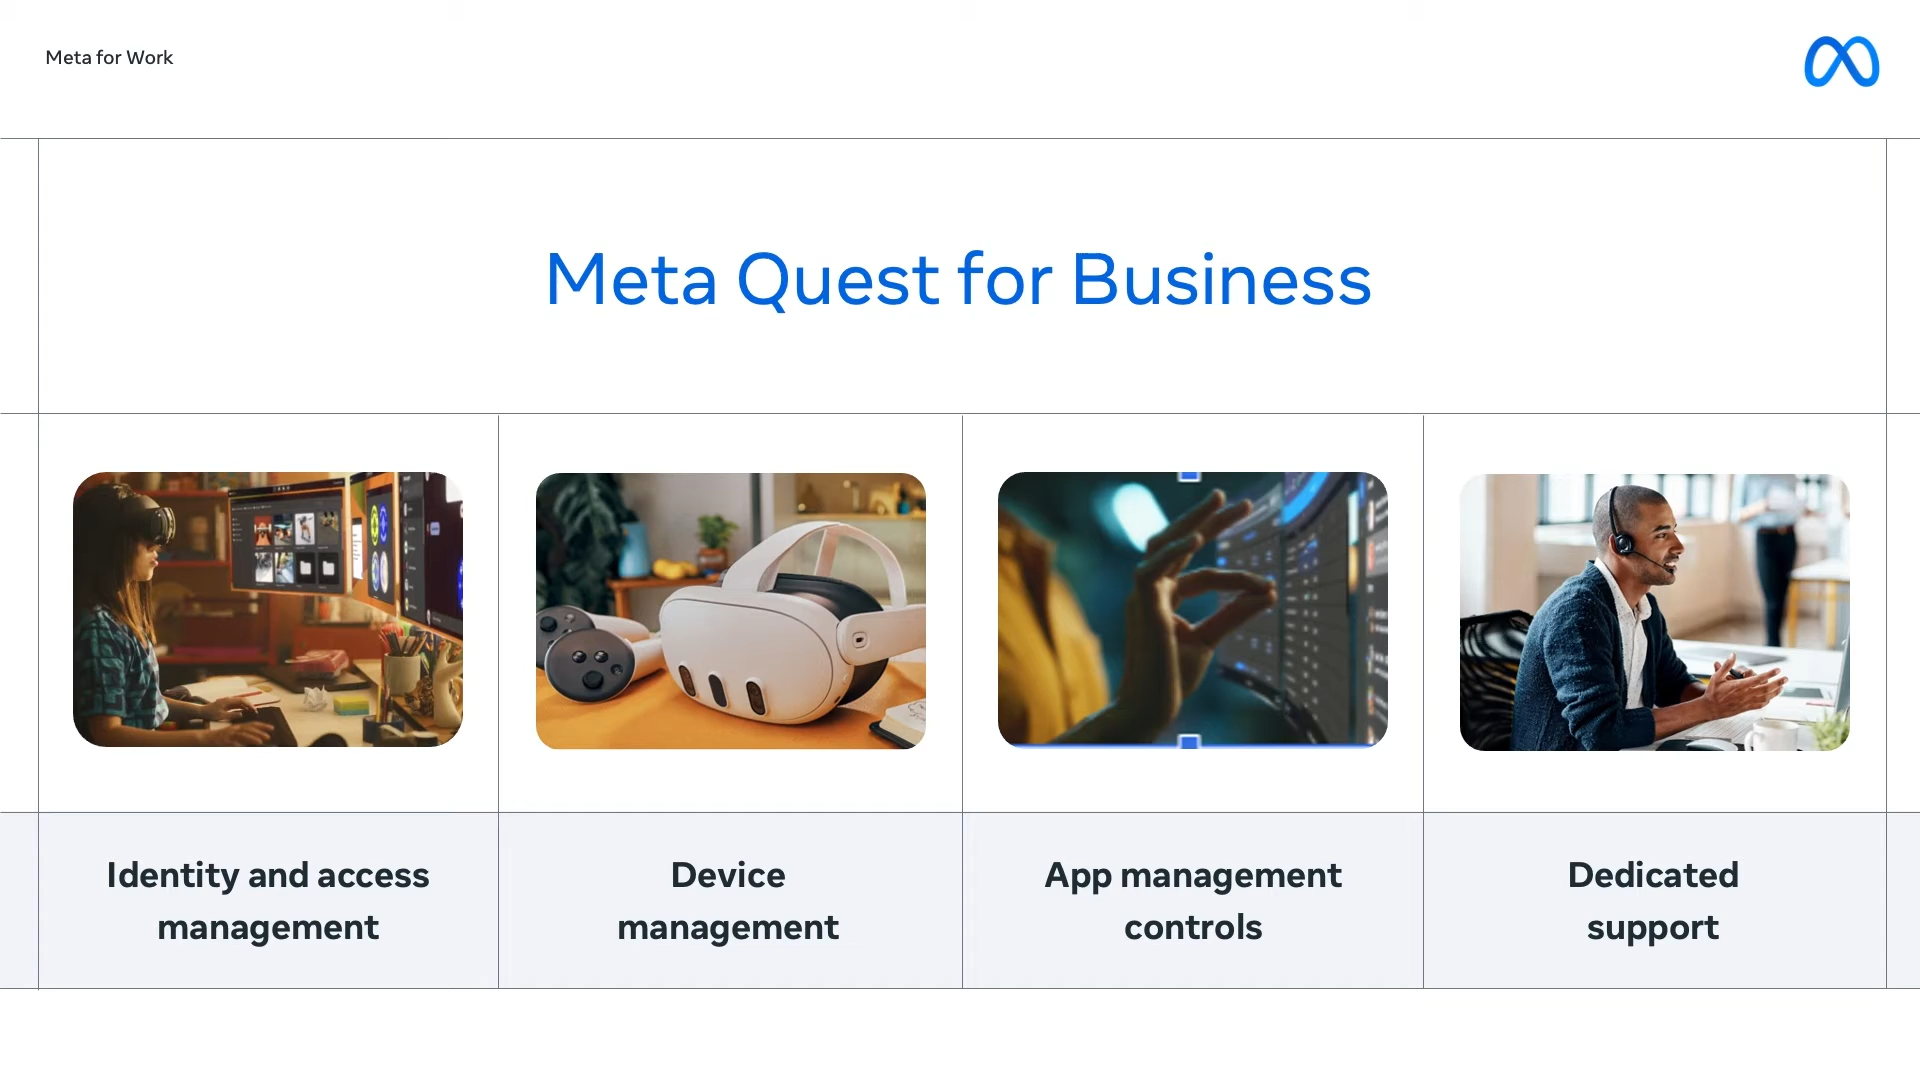 Meta for Work
Meta Quest for Business
Identity and access
management
Device
management
App management
controls
Dedicated
support